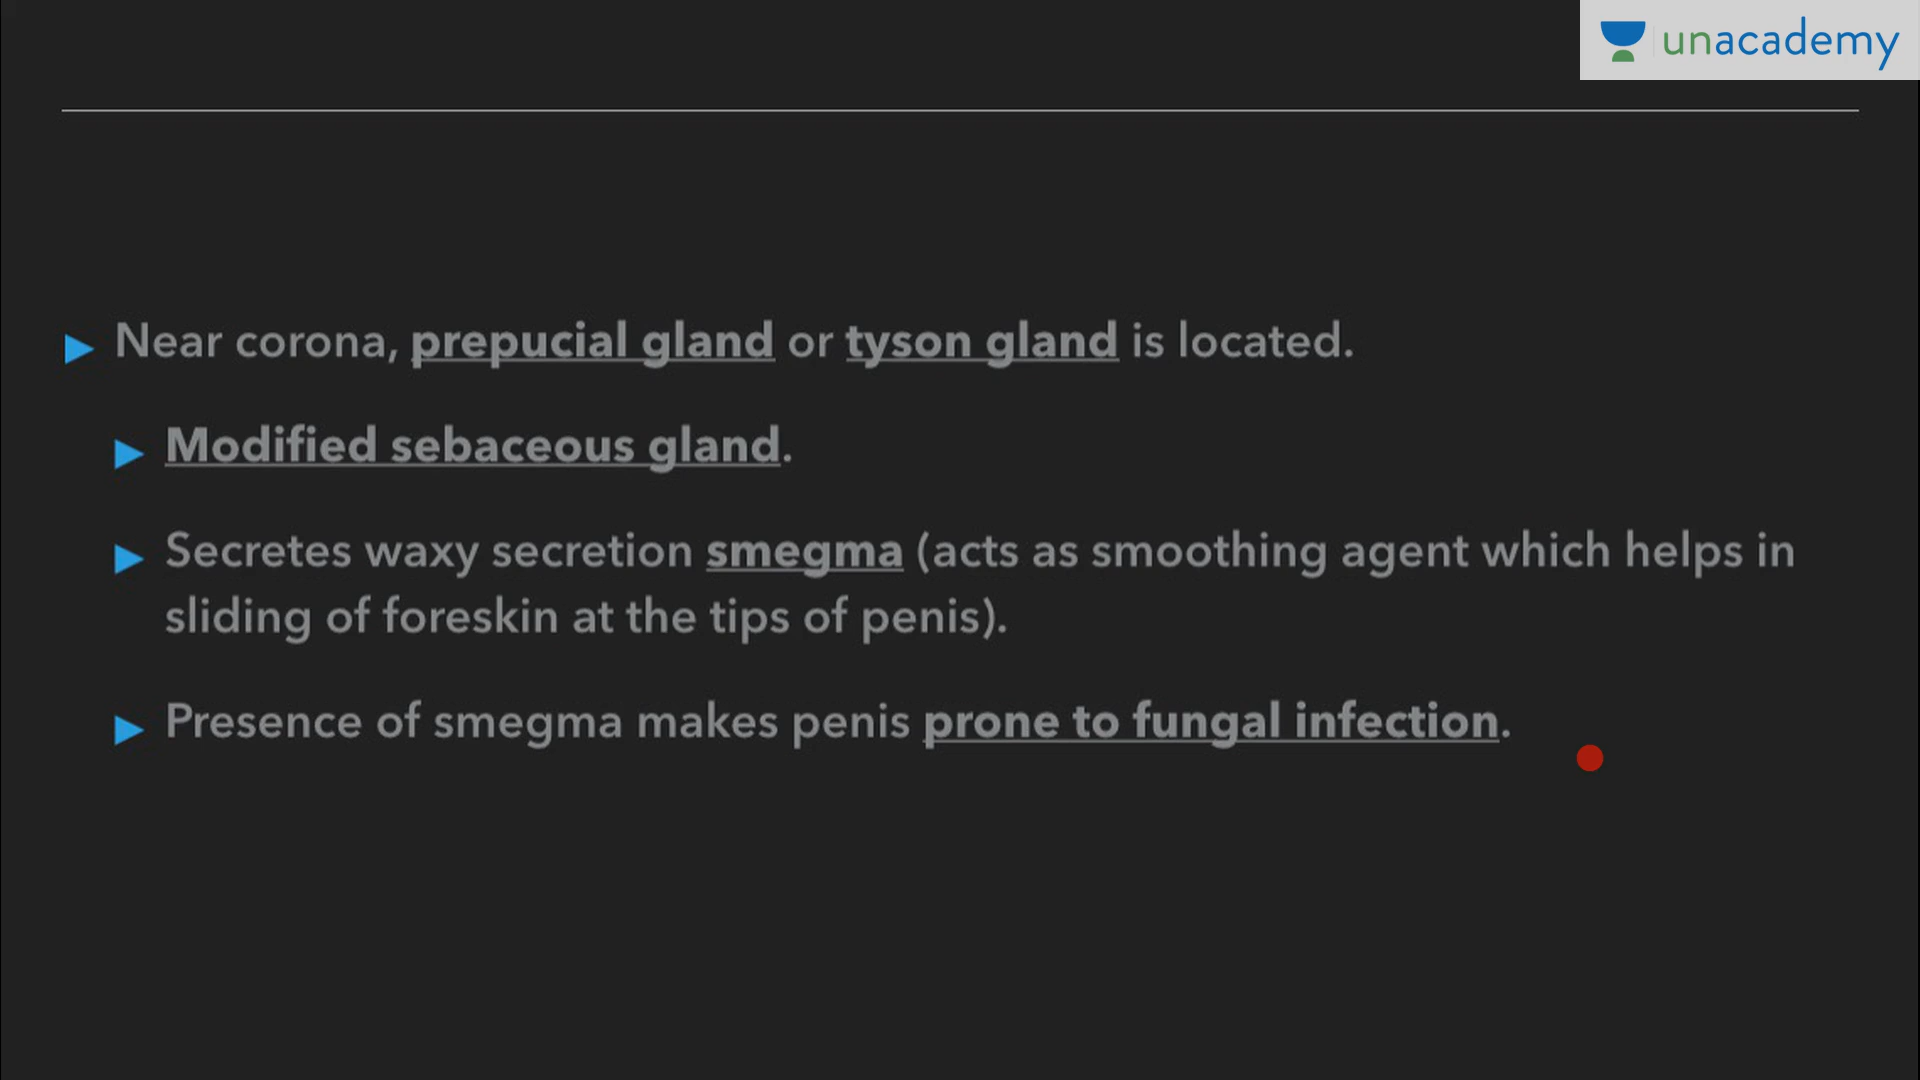 unacademy
Near corona, prepucial gland or tyson gland is located.
Modified sebaceous gland.
Secretes waxy secretion smegma (acts as smoothing agent which helps in
sliding of foreskin at the tips of penis).
Presence of smegma makes penis prone to fungal infection.